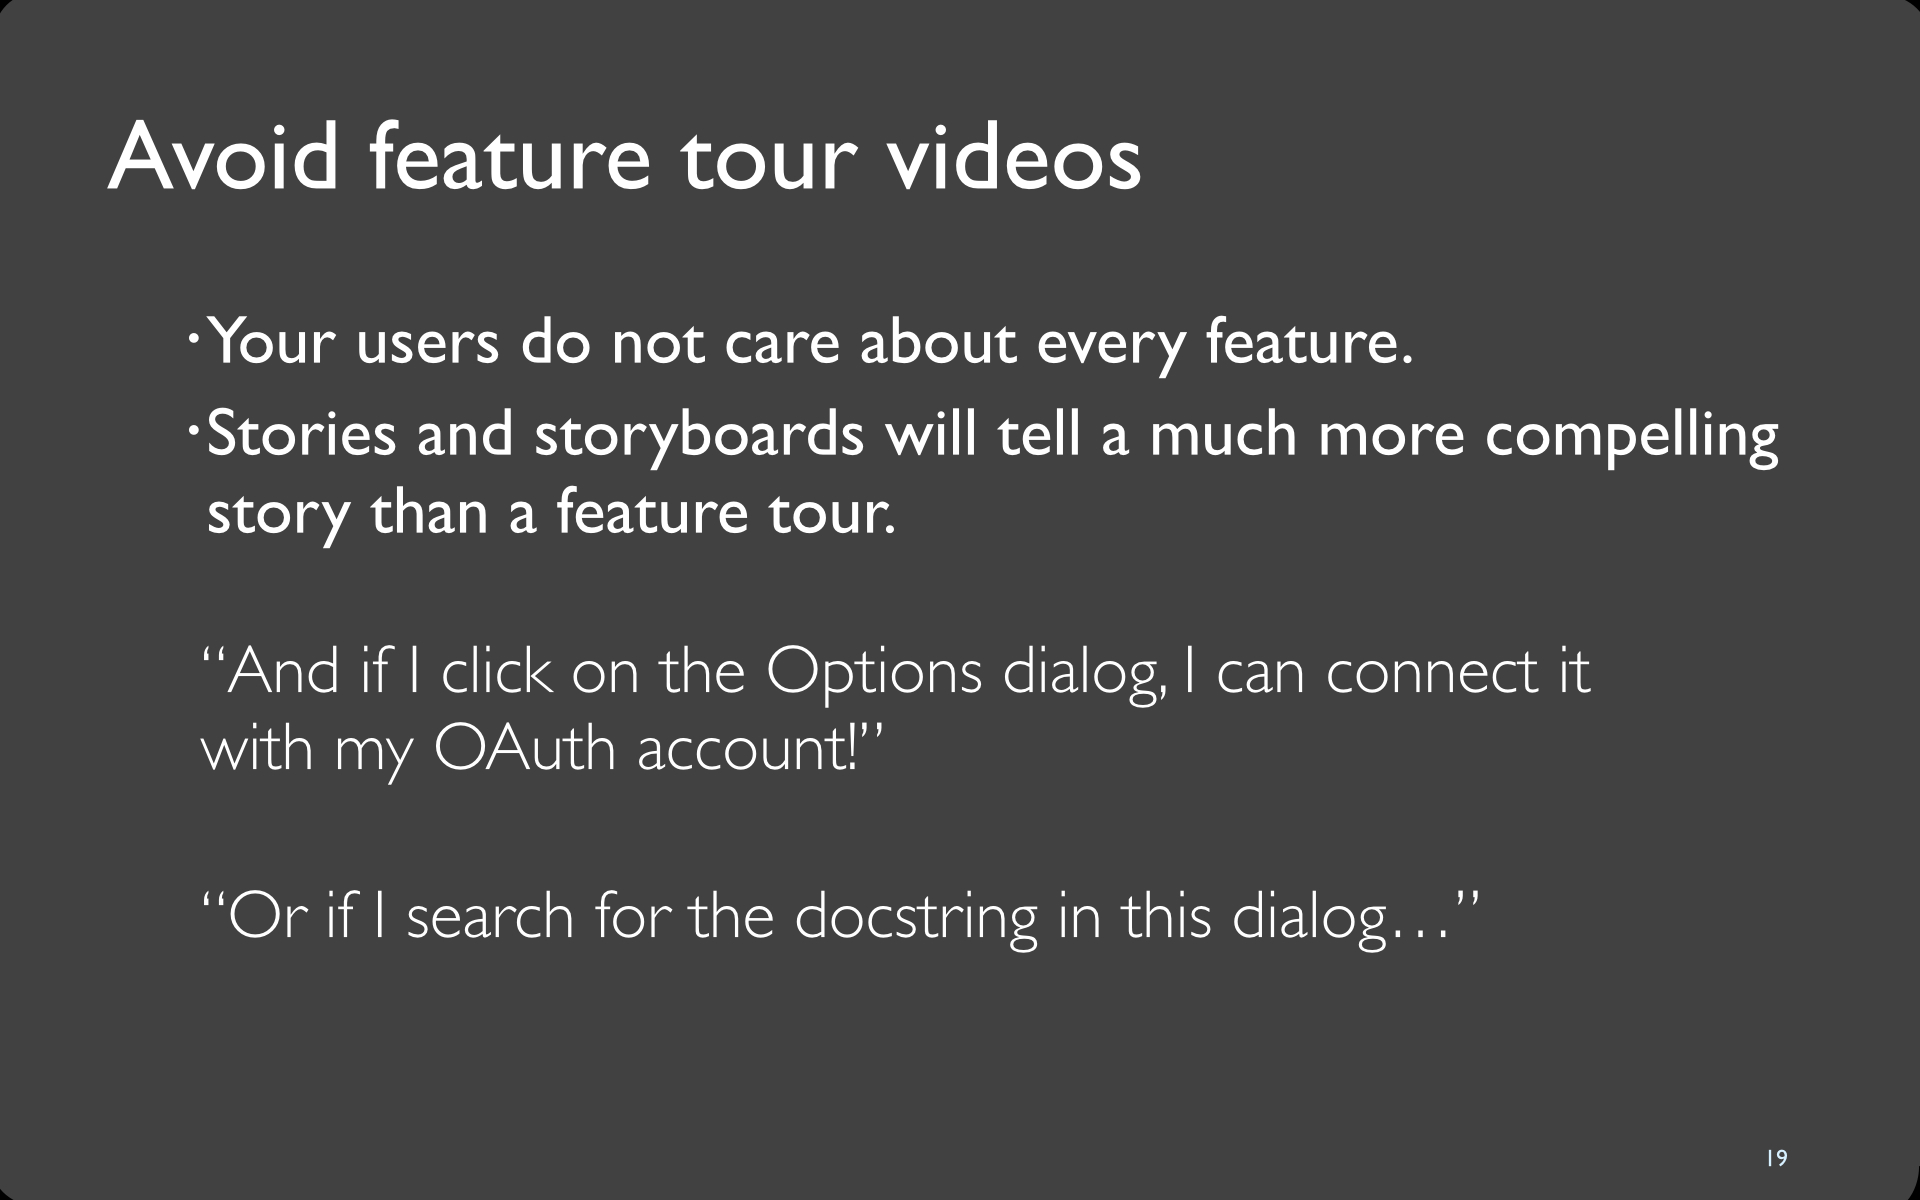 Avoid feature tour videos
· Your users do not care about every feature.
· Stories and storyboards will tell a much more compelling
story than a feature tour.
“And if I click on the Options dialog, I can connect it
with my OAuth account!”
“Or if I search for the docstring in this dialog…”
19